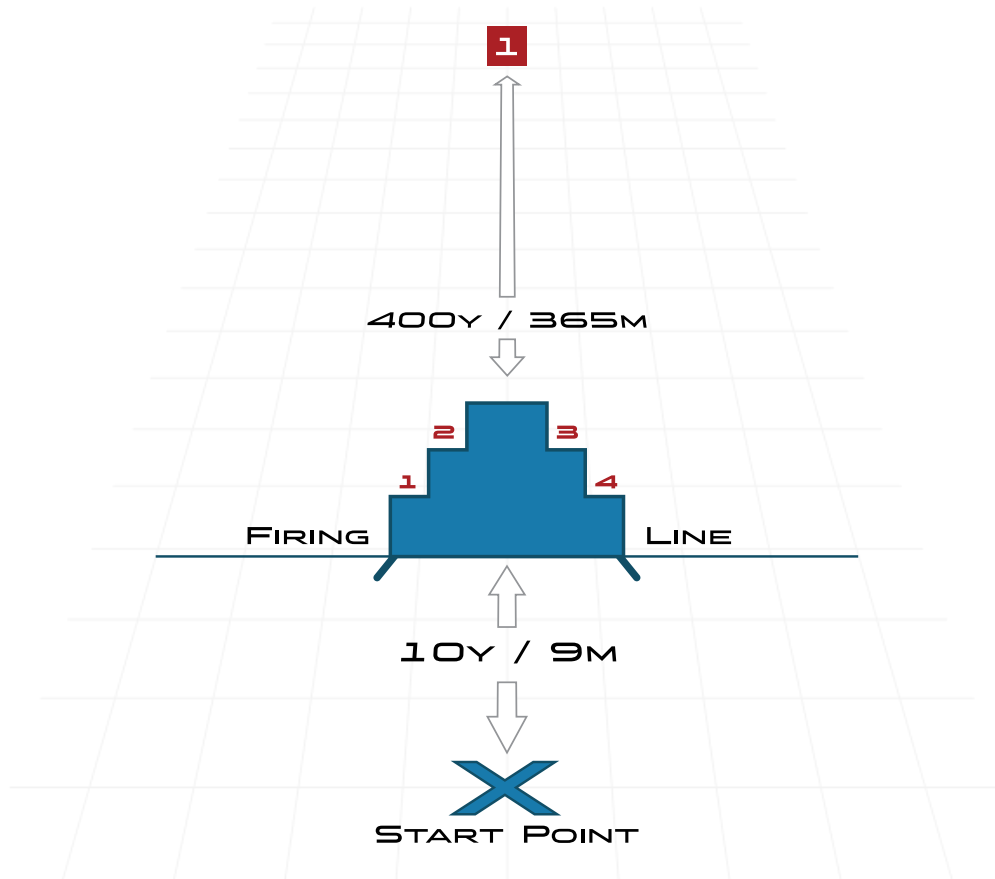 1
400Y / 365M
2 3
1 4
FIRING LINE
10Y / 9M
START POINT